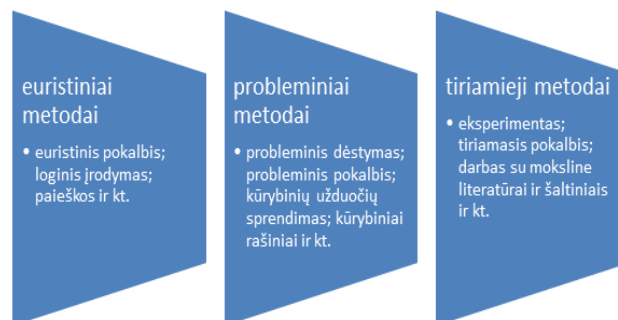 euristiniai
metodai
• euristinis pokalbis;
loginis įrodymas;
paieškos ir kt.
probleminiai
metodai
• probleminis dėstymas;
probleminis pokalbis;
kūrybinių užduočių
sprendimas; kūrybiniai
rašiniai ir kt.
tiriamieji metodai
• eksperimentas;
tiriamasis pokalbis;
darbas su moksline
literatūrai ir šaltiniais
ir kt.